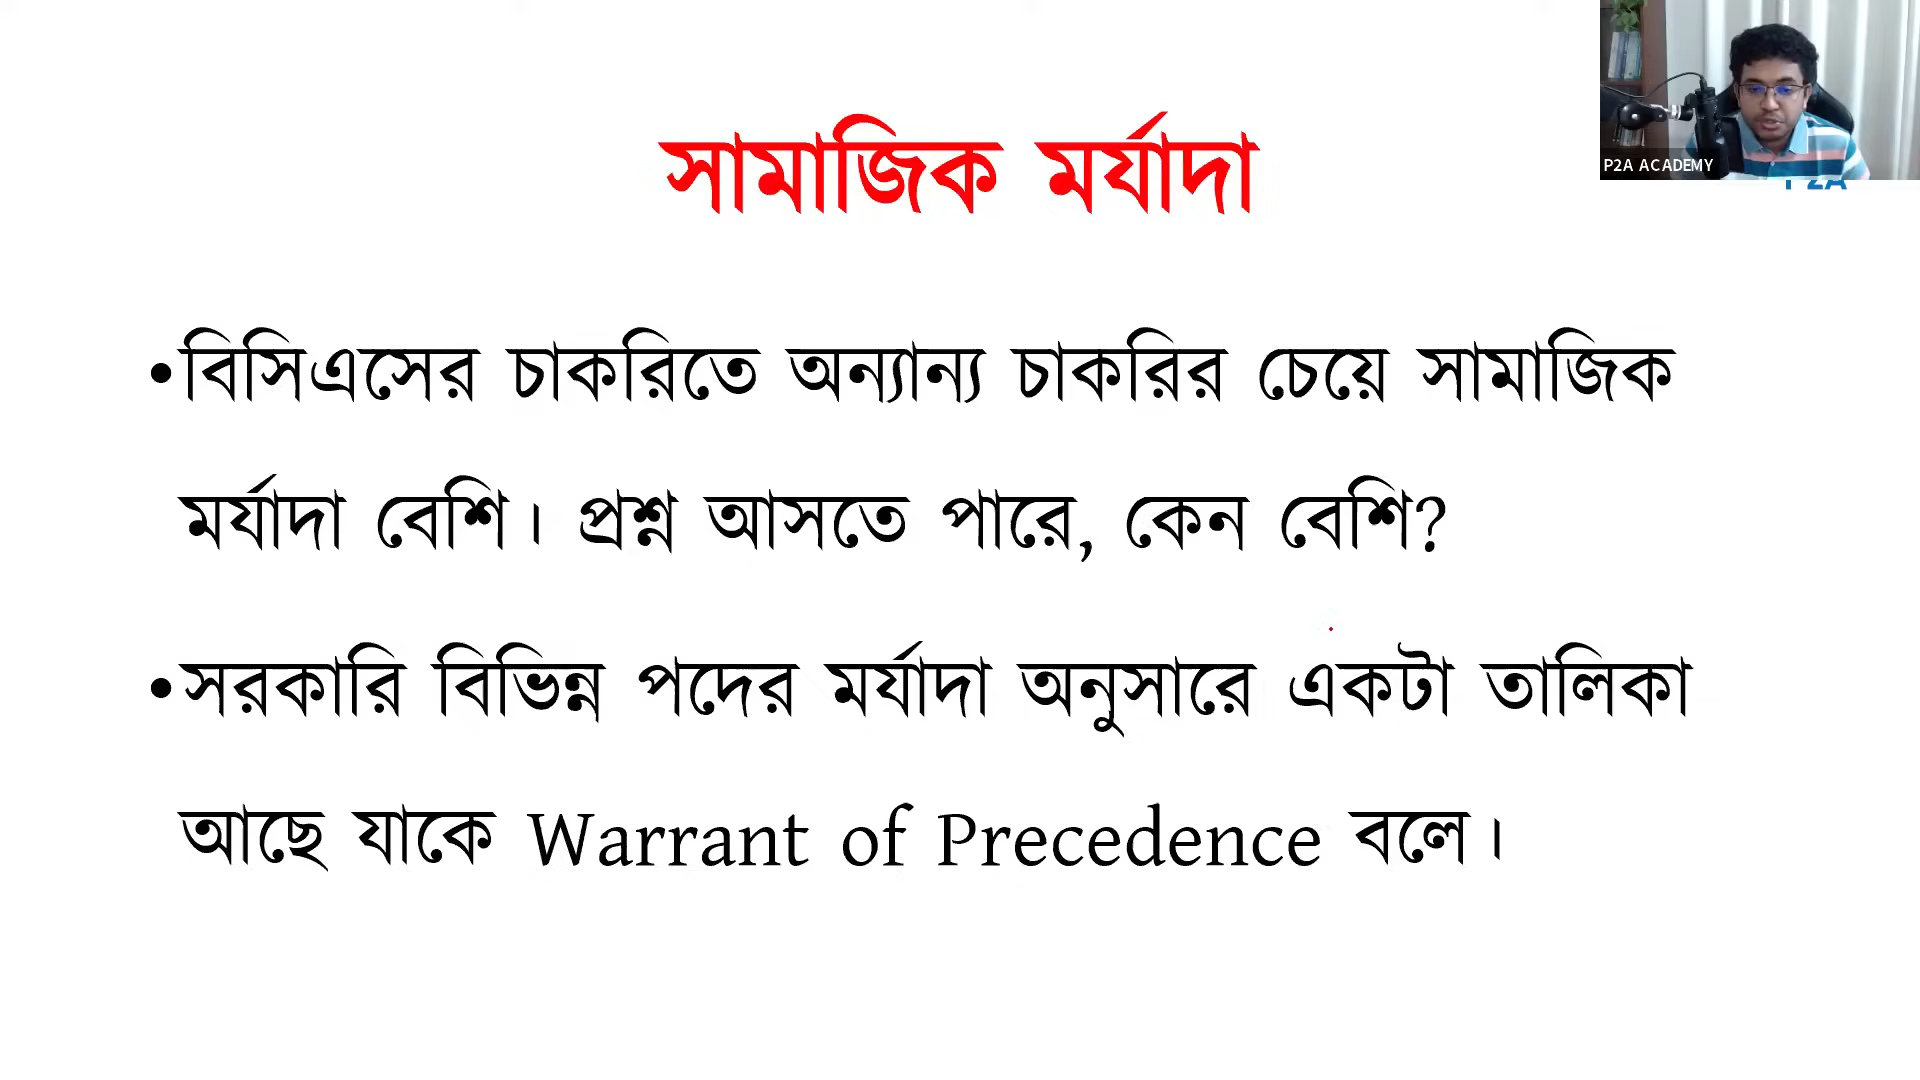 সামাজিক মর্যাদা
•বিসিএসের চাকরিতে অন্যান্য চাকরির চেয়ে সামাজিক
মর্যাদা বেশি। প্রশ্ন আসতে পারে, কেন বেশি?
•সরকারি বিভিন্ন পদের মর্যাদা অনুসারে একটা তালিকা
আছে যাকে Warrant of Precedence বলে।
P2A ACADEMY
P2A